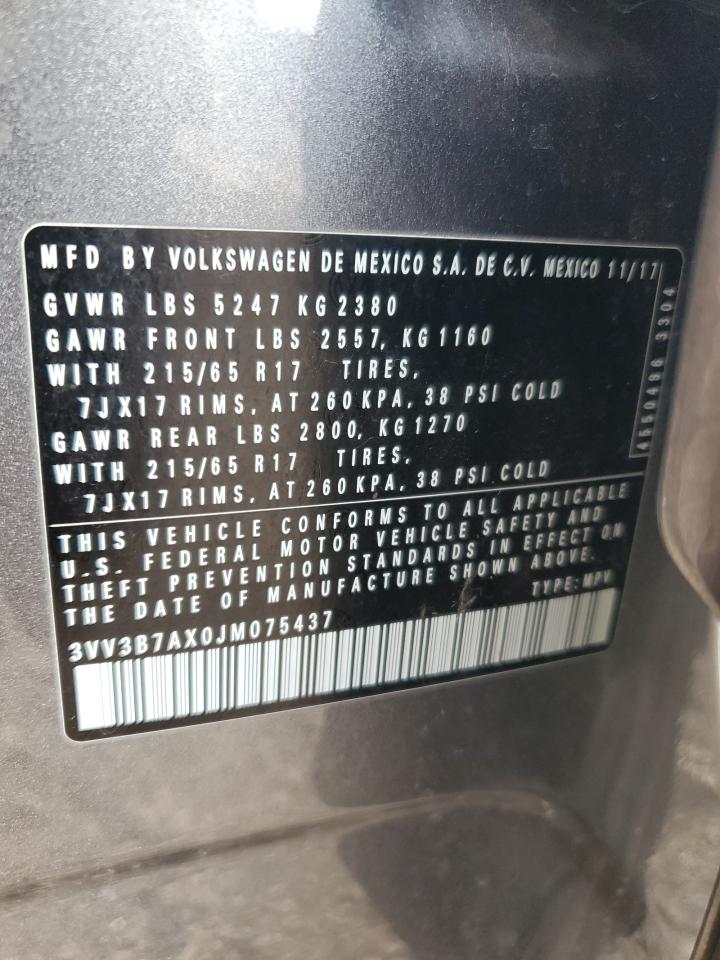 MFD BY VOLKSWAGEN DE MEXICO S.A. DE C.V. MEXICO 11/17
GVWR LBS 5247 KG 2380
GAWR FRONT LBS 2557, KG 1160
WITH 215/65 R17 TIRES,
7JX17 RIMS, AT 260 KPA, 38 PSI COLD
GAWR REAR LBS 2800, KG 1270
WITH 215/65 R17 TIRES,
7JX17 RIMS, AT 260 KPA, 38 PSI COLD
4550496 3304
THIS VEHICLE CONFORMS TO ALL APPLICABLE
U.S. FEDERAL MOTOR VEHICLE SAFETY AND
THEFT PREVENTION STANDARDS IN EFFECT ON
THE DATE OF MANUFACTURE SHOWN ABOVE.
3VV3B7AX0JM075437 TYPE: MPV